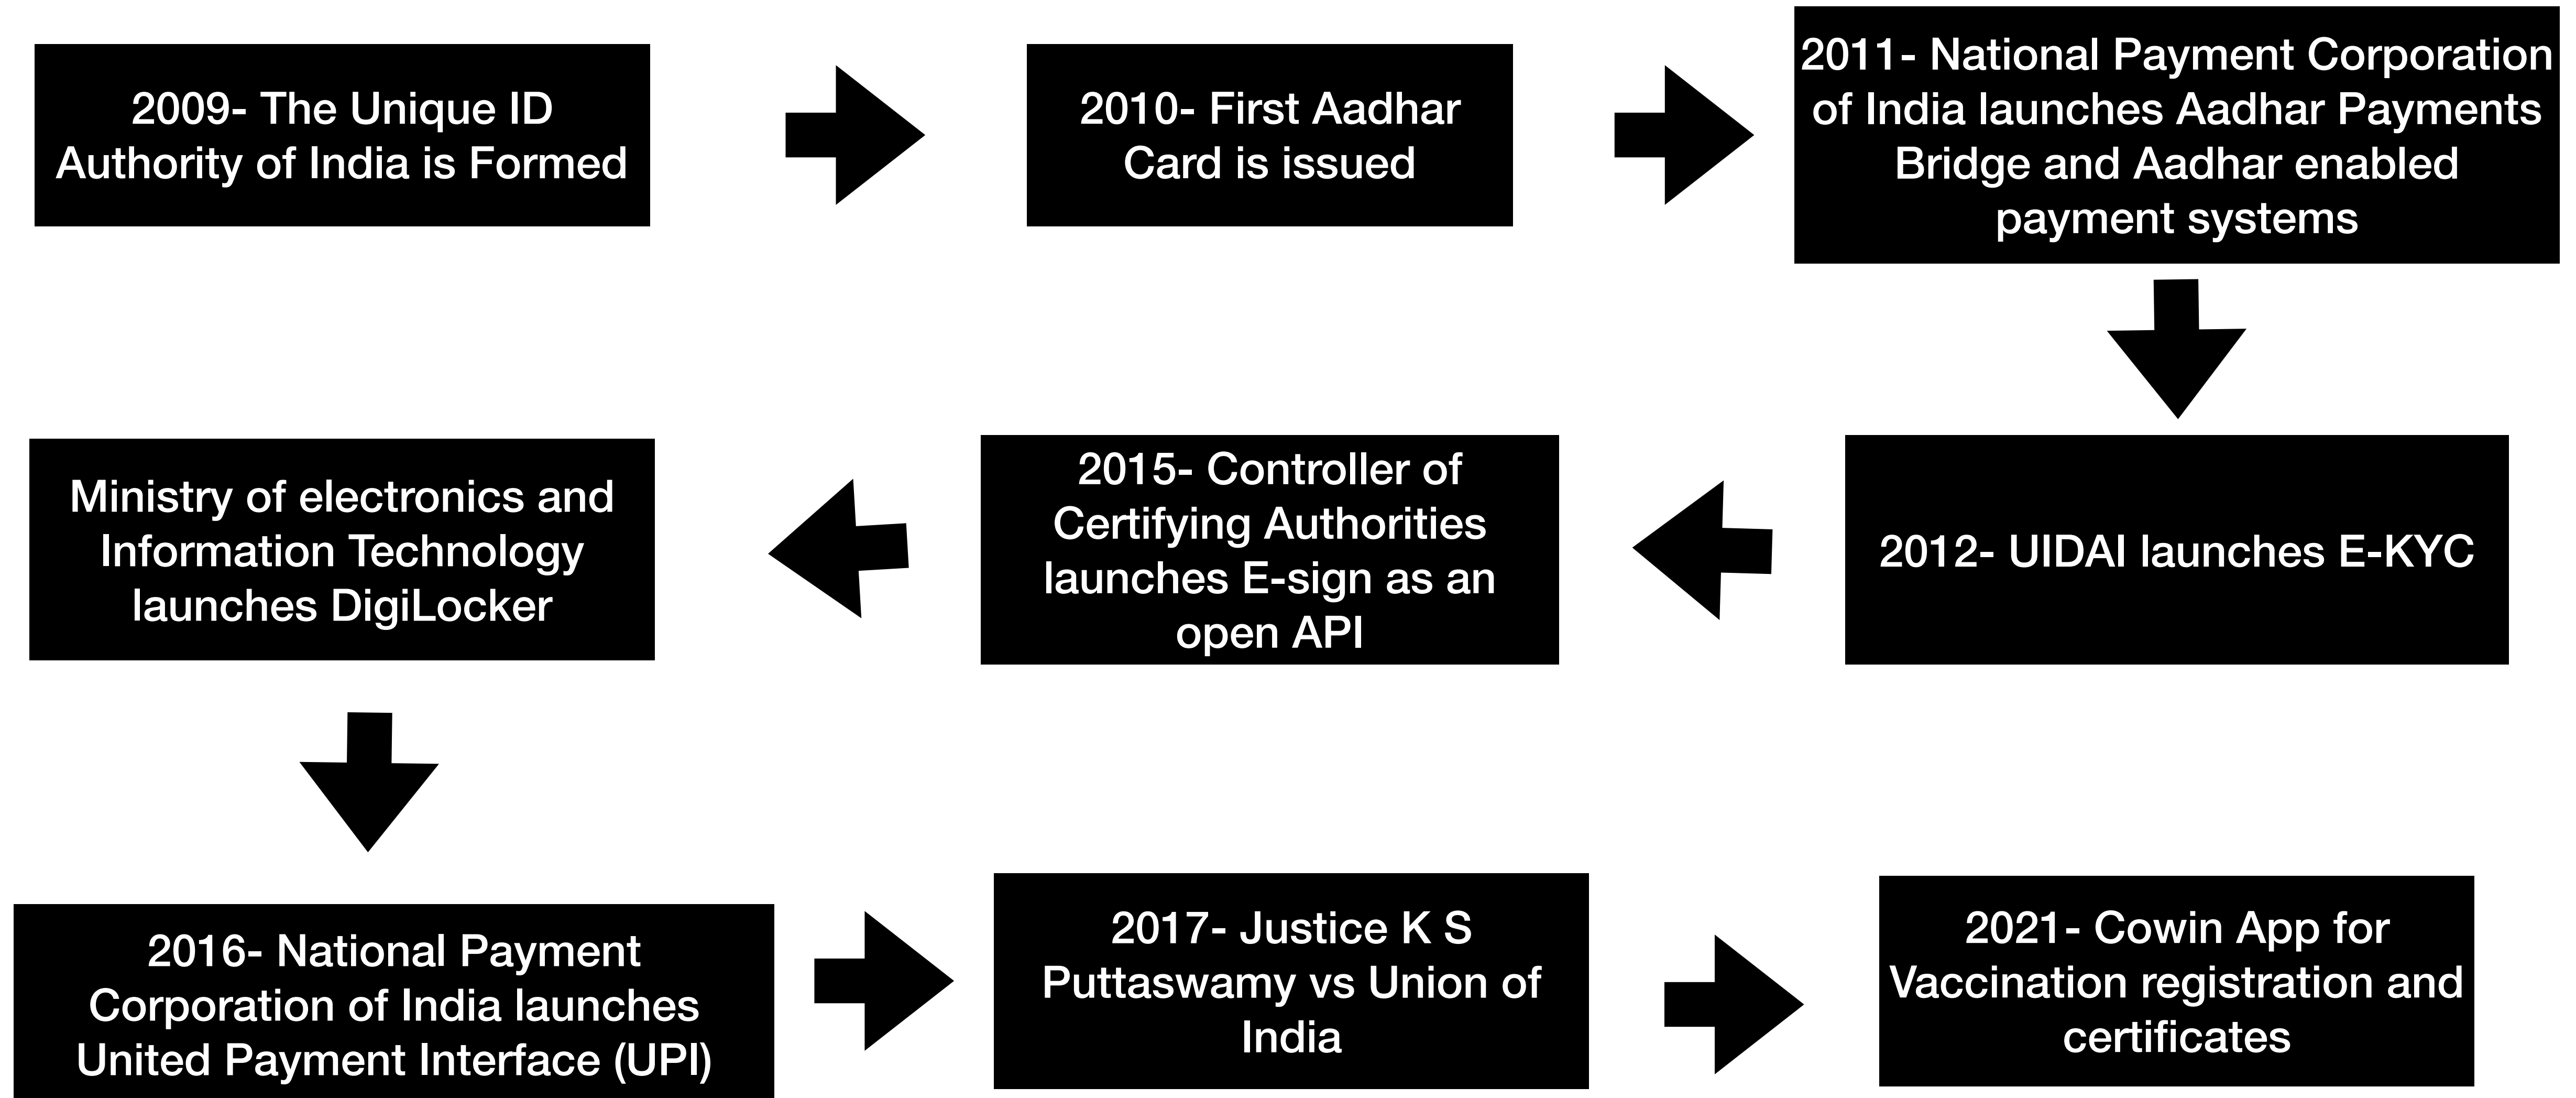 2009- The Unique ID
Authority of India is Formed
2010- First Aadhar
Card is issued
2011- National Payment Corporation
of India launches Aadhar Payments
Bridge and Aadhar enabled
payment systems
2012- UIDAI launches E-KYC
2015- Controller of
Certifying Authorities
launches E-sign as an
open API
Ministry of electronics and
Information Technology
launches DigiLocker
2016- National Payment
Corporation of India launches
United Payment Interface (UPI)
2017- Justice K S
Puttaswamy vs Union of
India
2021- Cowin App for
Vaccination registration and
certificates